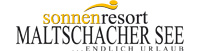 sonnenresort
MALTSCHACHER SEE
...ENDLICH URLAUB